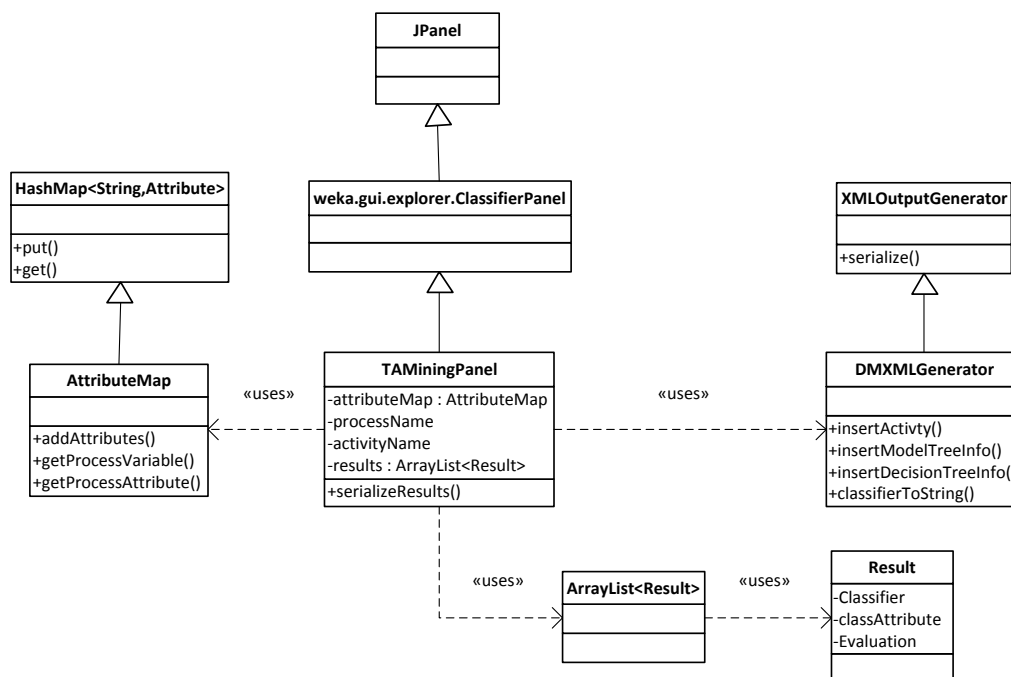 JPanel
HashMap<String,Attribute>
+put()
+get()
weka.gui.explorer.ClassifierPanel
XMLOutputGenerator
+serialize()
AttributeMap
+addAttributes()
+getProcessVariable()
+getProcessAttribute()
«uses»
TAMiningPanel
-attributeMap : AttributeMap
-processName
-activityName
-results : ArrayList<Result>
+serializeResults()
«uses»
DMXMLGenerator
+insertActivty()
+insertModelTreeInfo()
+insertDecisionTreeInfo()
+classifierToString()
«uses»
ArrayList<Result>
«uses»
Result
-Classifier
-classAttribute
-Evaluation